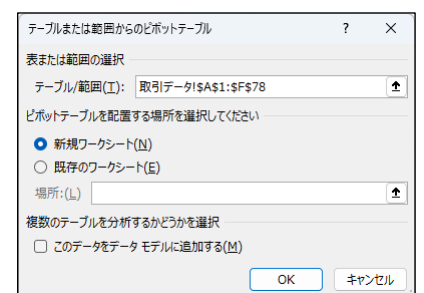 テーブルまたは範囲からのピボットテーブル ? ×
表または範囲の選択
テーブル/範囲(T): 取引データ!$A$1:$F$78
ピボットテーブルを配置する場所を選択してください
新規ワークシート(N)
既存のワークシート(E)
場所:(L)
複数のテーブルを分析するかどうかを選択
このデータをデータ モデルに追加する(M)
OK キャンセル